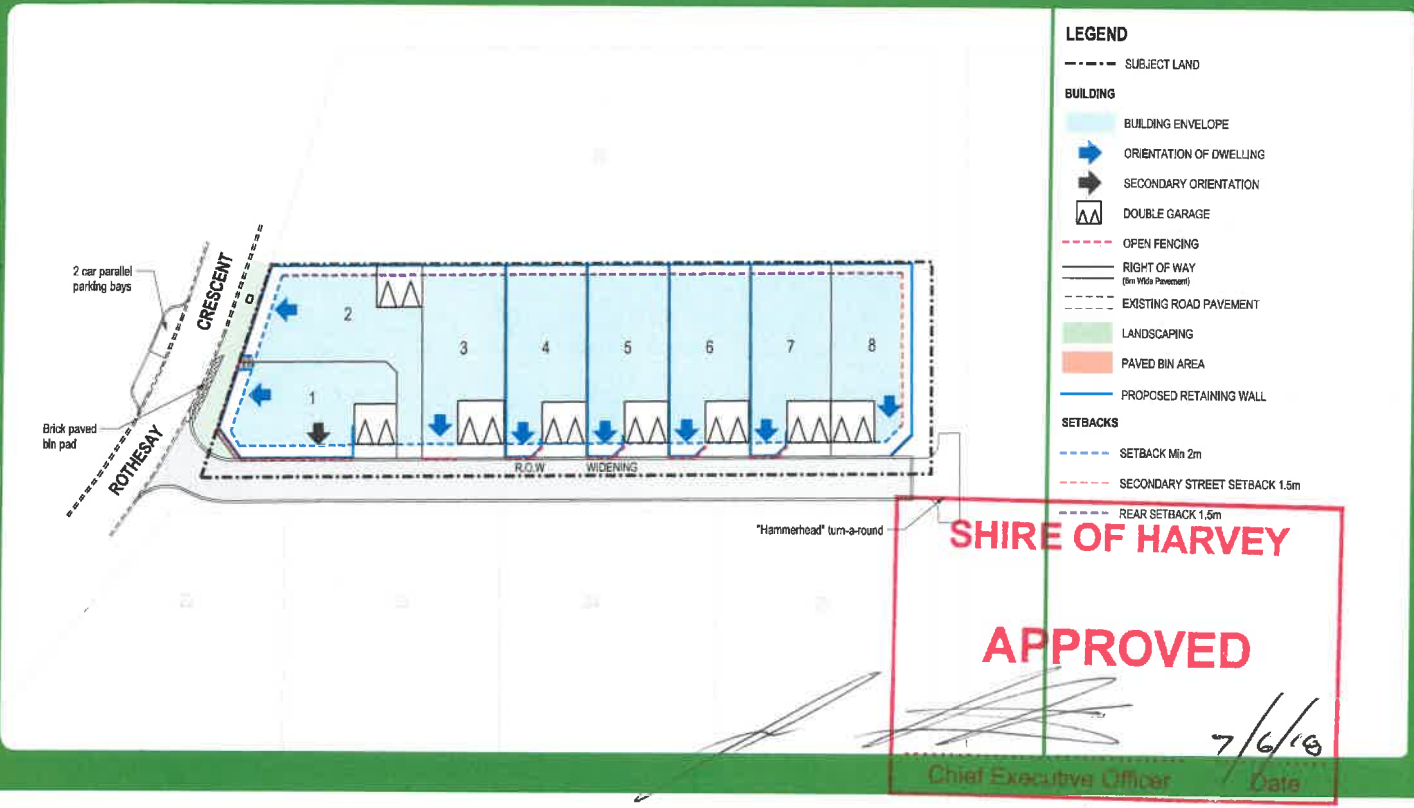 2 car parallel
parking bays
CRESCENT
ROTHESAY
Brick paved
bin pad
2
1
3
4
5
6
7
8
R.O.W WIDENING
"Hammerhead" turn-a-round
LEGEND
SUBJECT LAND
BUILDING
BUILDING ENVELOPE
ORIENTATION OF DWELLING
SECONDARY ORIENTATION
DOUBLE GARAGE
OPEN FENCING
RIGHT OF WAY
(6m Wide Pavement)
EXISTING ROAD PAVEMENT
LANDSCAPING
PAVED BIN AREA
PROPOSED RETAINING WALL
SETBACKS
SETBACK Min 2m
SECONDARY STREET SETBACK 1.5m
REAR SETBACK 1.5m
SHIRE OF HARVEY
APPROVED
7/6/18
Chief Executive Officer Date